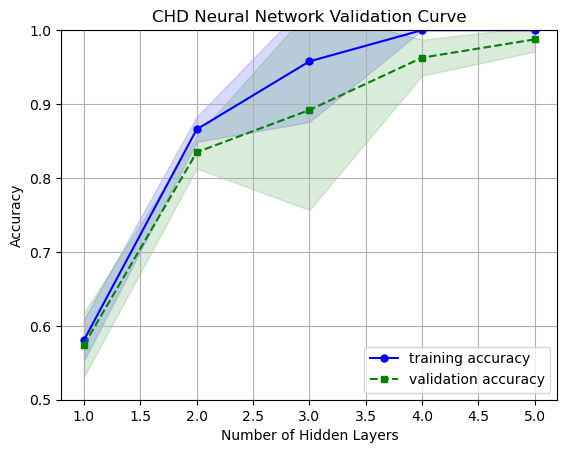 CHD Neural Network Validation Curve
1.0
0.9
0.8
0.7
0.6
0.5
Accuracy
training accuracy
validation accuracy
1.0 1.5 2.0 2.5 3.0 3.5 4.0 4.5 5.0
Number of Hidden Layers